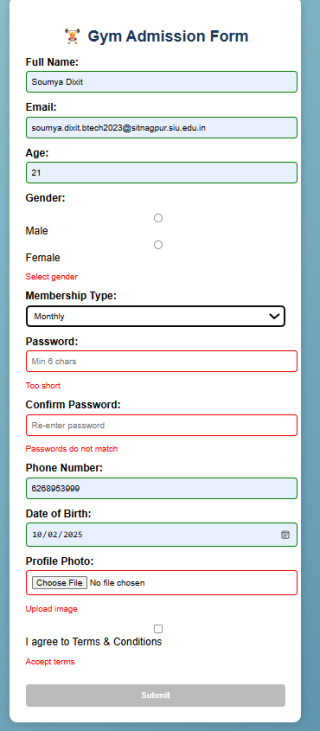 🏋️ Gym Admission Form
Full Name:
Soumya Dixit
Email:
soumya.dixit.btech2023@sitnagpur.siu.edu.in
Age:
21
Gender:
Male
Female
Select gender
Membership Type:
Monthly
Password:
Min 6 chars
Too short
Confirm Password:
Re-enter password
Passwords do not match
Phone Number:
6268953999
Date of Birth:
10/02/2025
Profile Photo:
Choose File No file chosen
Upload image
I agree to Terms & Conditions
Accept terms
Submit